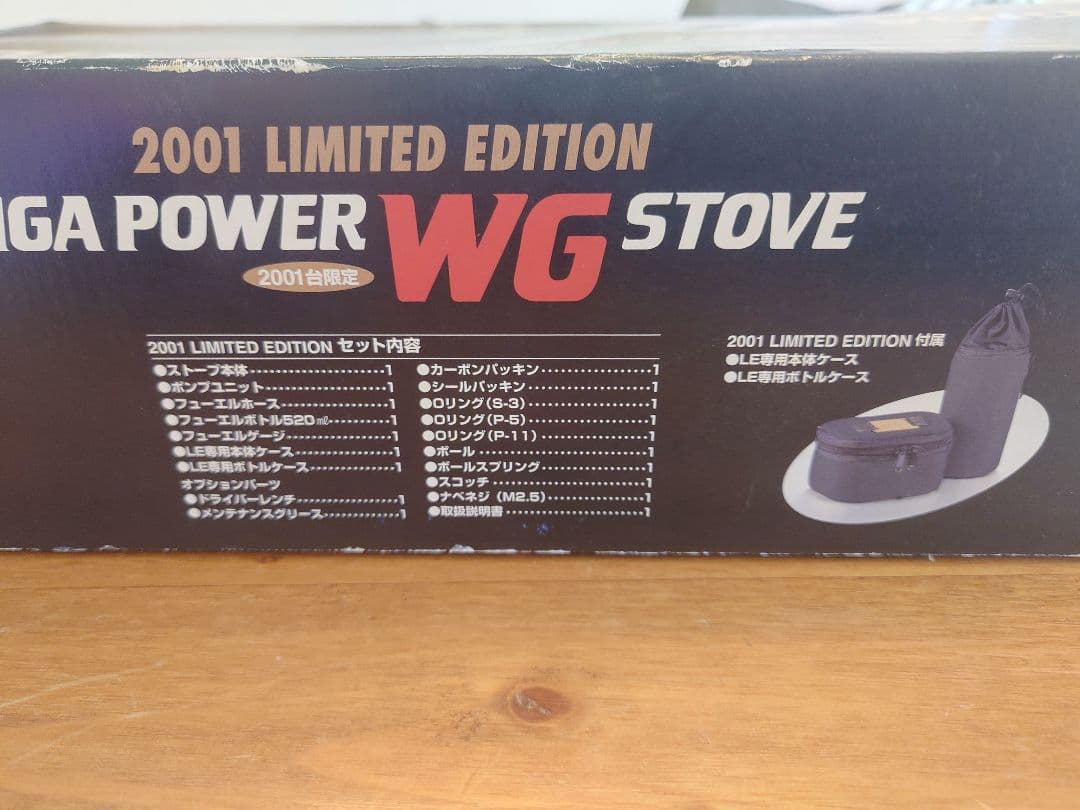 2001 LIMITED EDITION
IGA POWER WG STOVE
2001台限定
2001 LIMITED EDITION セット内容
●ストーブ本体 1
●ポンプユニット 1
●フューエルホース 1
●フューエルボトル520㎖ 1
●フューエルゲージ 1
●LE専用本体ケース 1
●LE専用ボトルケース 1
オプションパーツ
●ドライバーレンチ 1
●メンテナンスグリース 1
●カーボンパッキン 1
●シールパッキン 1
●Oリング(S-3) 1
●Oリング(P-5) 1
●Oリング(P-11) 1
●ボール 1
●ボールスプリング 1
●スコッチ 1
●ナベネジ(M2.5) 1
●取扱説明書 1
2001 LIMITED EDITION 付属
●LE専用本体ケース
●LE専用ボトルケース